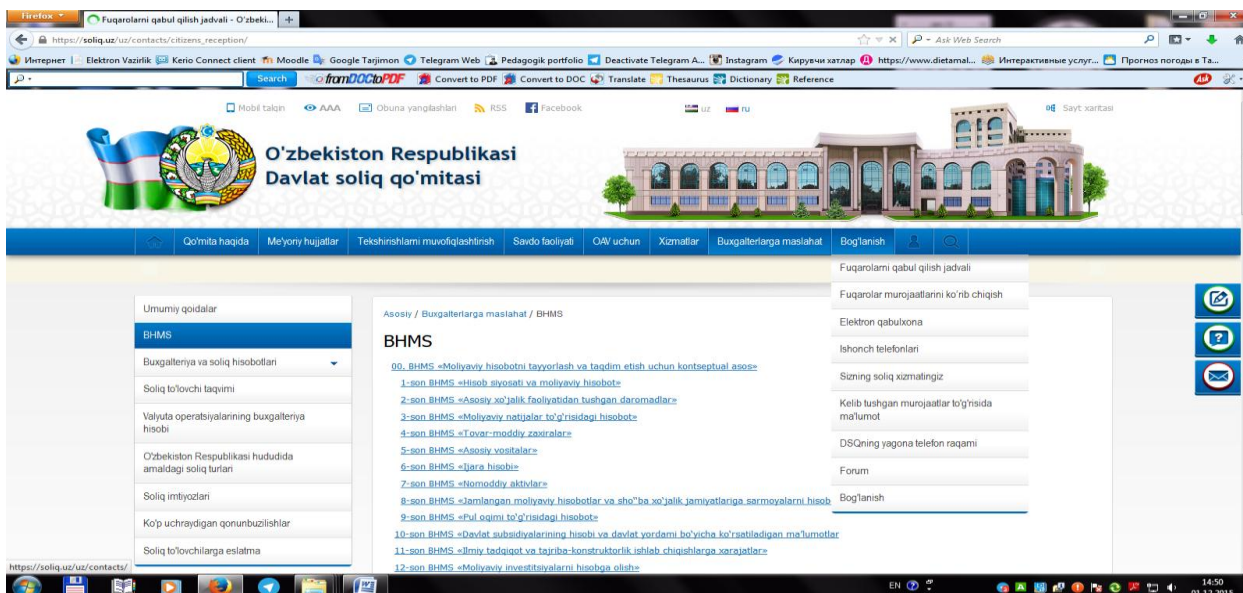 Firefox
Fuqarolarni qabul qilish jadvali - O'zbeki...
https://soliq.uz/uz/contacts/citizens_reception/
Ask Web Search
Интернет Elektron Vazirlik Kerio Connect client Moodle Google Tarjimon Telegram Web Pedagogik portfolio Deactivate Telegram A... Instagram Кирувчи хатлар https://www.dietamal... Интерактивные услуг... Прогноз погоды в Та...
Search fromDOCtoPDF Convert to PDF Convert to DOC Translate Thesaurus Dictionary Reference
Mobil talqin AAA Obuna yangilashlari RSS Facebook uz ru Sayt xaritasi
O'zbekiston Respublikasi
Davlat soliq qo'mitasi
Qo'mita haqida Me'yoriy hujjatlar Tekshirishlarni muvofiqlashtirish Savdo faoliyati OAV uchun Xizmatlar Buxgalterlarga maslahat Bog'lanish
Fuqarolarni qabul qilish jadvali
Fuqarolar murojaatlarini ko'rib chiqish
Elektron qabulxona
Ishonch telefonlari
Sizning soliq xizmatingiz
Kelib tushgan murojaatlar to'g'risida
ma'lumot
DSQning yagona telefon raqami
Forum
Bog'lanish
Umumiy qoidalar
BHMS
Buxgalteriya va soliq hisobotlari
Soliq to'lovchi taqvimi
Valyuta operatsiyalarining buxgalteriya
hisobi
O'zbekiston Respublikasi hududida
amaldagi soliq turlari
Soliq imtiyozlari
Ko'p uchraydigan qonunbuzilishlar
Soliq to'lovchilarga eslatma
Asosiy / Buxgalterlarga maslahat / BHMS
BHMS
00. BHMS «Moliyaviy hisobotni tayyorlash va taqdim etish uchun kontseptual asos»
1-son BHMS «Hisob siyosati va moliyaviy hisobot»
2-son BHMS «Asosiy xo'jalik faoliyatidan tushgan daromadlar»
3-son BHMS «Moliyaviy natijalar to'g'risidagi hisobot»
4-son BHMS «Tovar-moddiy zaxiralar»
5-son BHMS «Asosiy vositalar»
6-son BHMS «Ijara hisobi»
7-son BHMS «Nomoddiy aktivlar»
8-son BHMS «Jamlangan moliyaviy hisobotlar va sho''ba xo'jalik jamiyatlariga sarmoyalarni hisob
9-son BHMS «Pul oqimi to'g'risidagi hisobot»
10-son BHMS «Davlat subsidiyalarining hisobi va davlat yordami bo'yicha ko'rsatiladigan ma'lumotlar
11-son BHMS «Ilmiy tadqiqot va tajriba-konstruktorlik ishlab chiqishlarga xarajatlar»
12-son BHMS «Moliyaviy investitsiyalarni hisobga olish»
https://soliq.uz/uz/contacts/
EN
14:50
01.12.2015